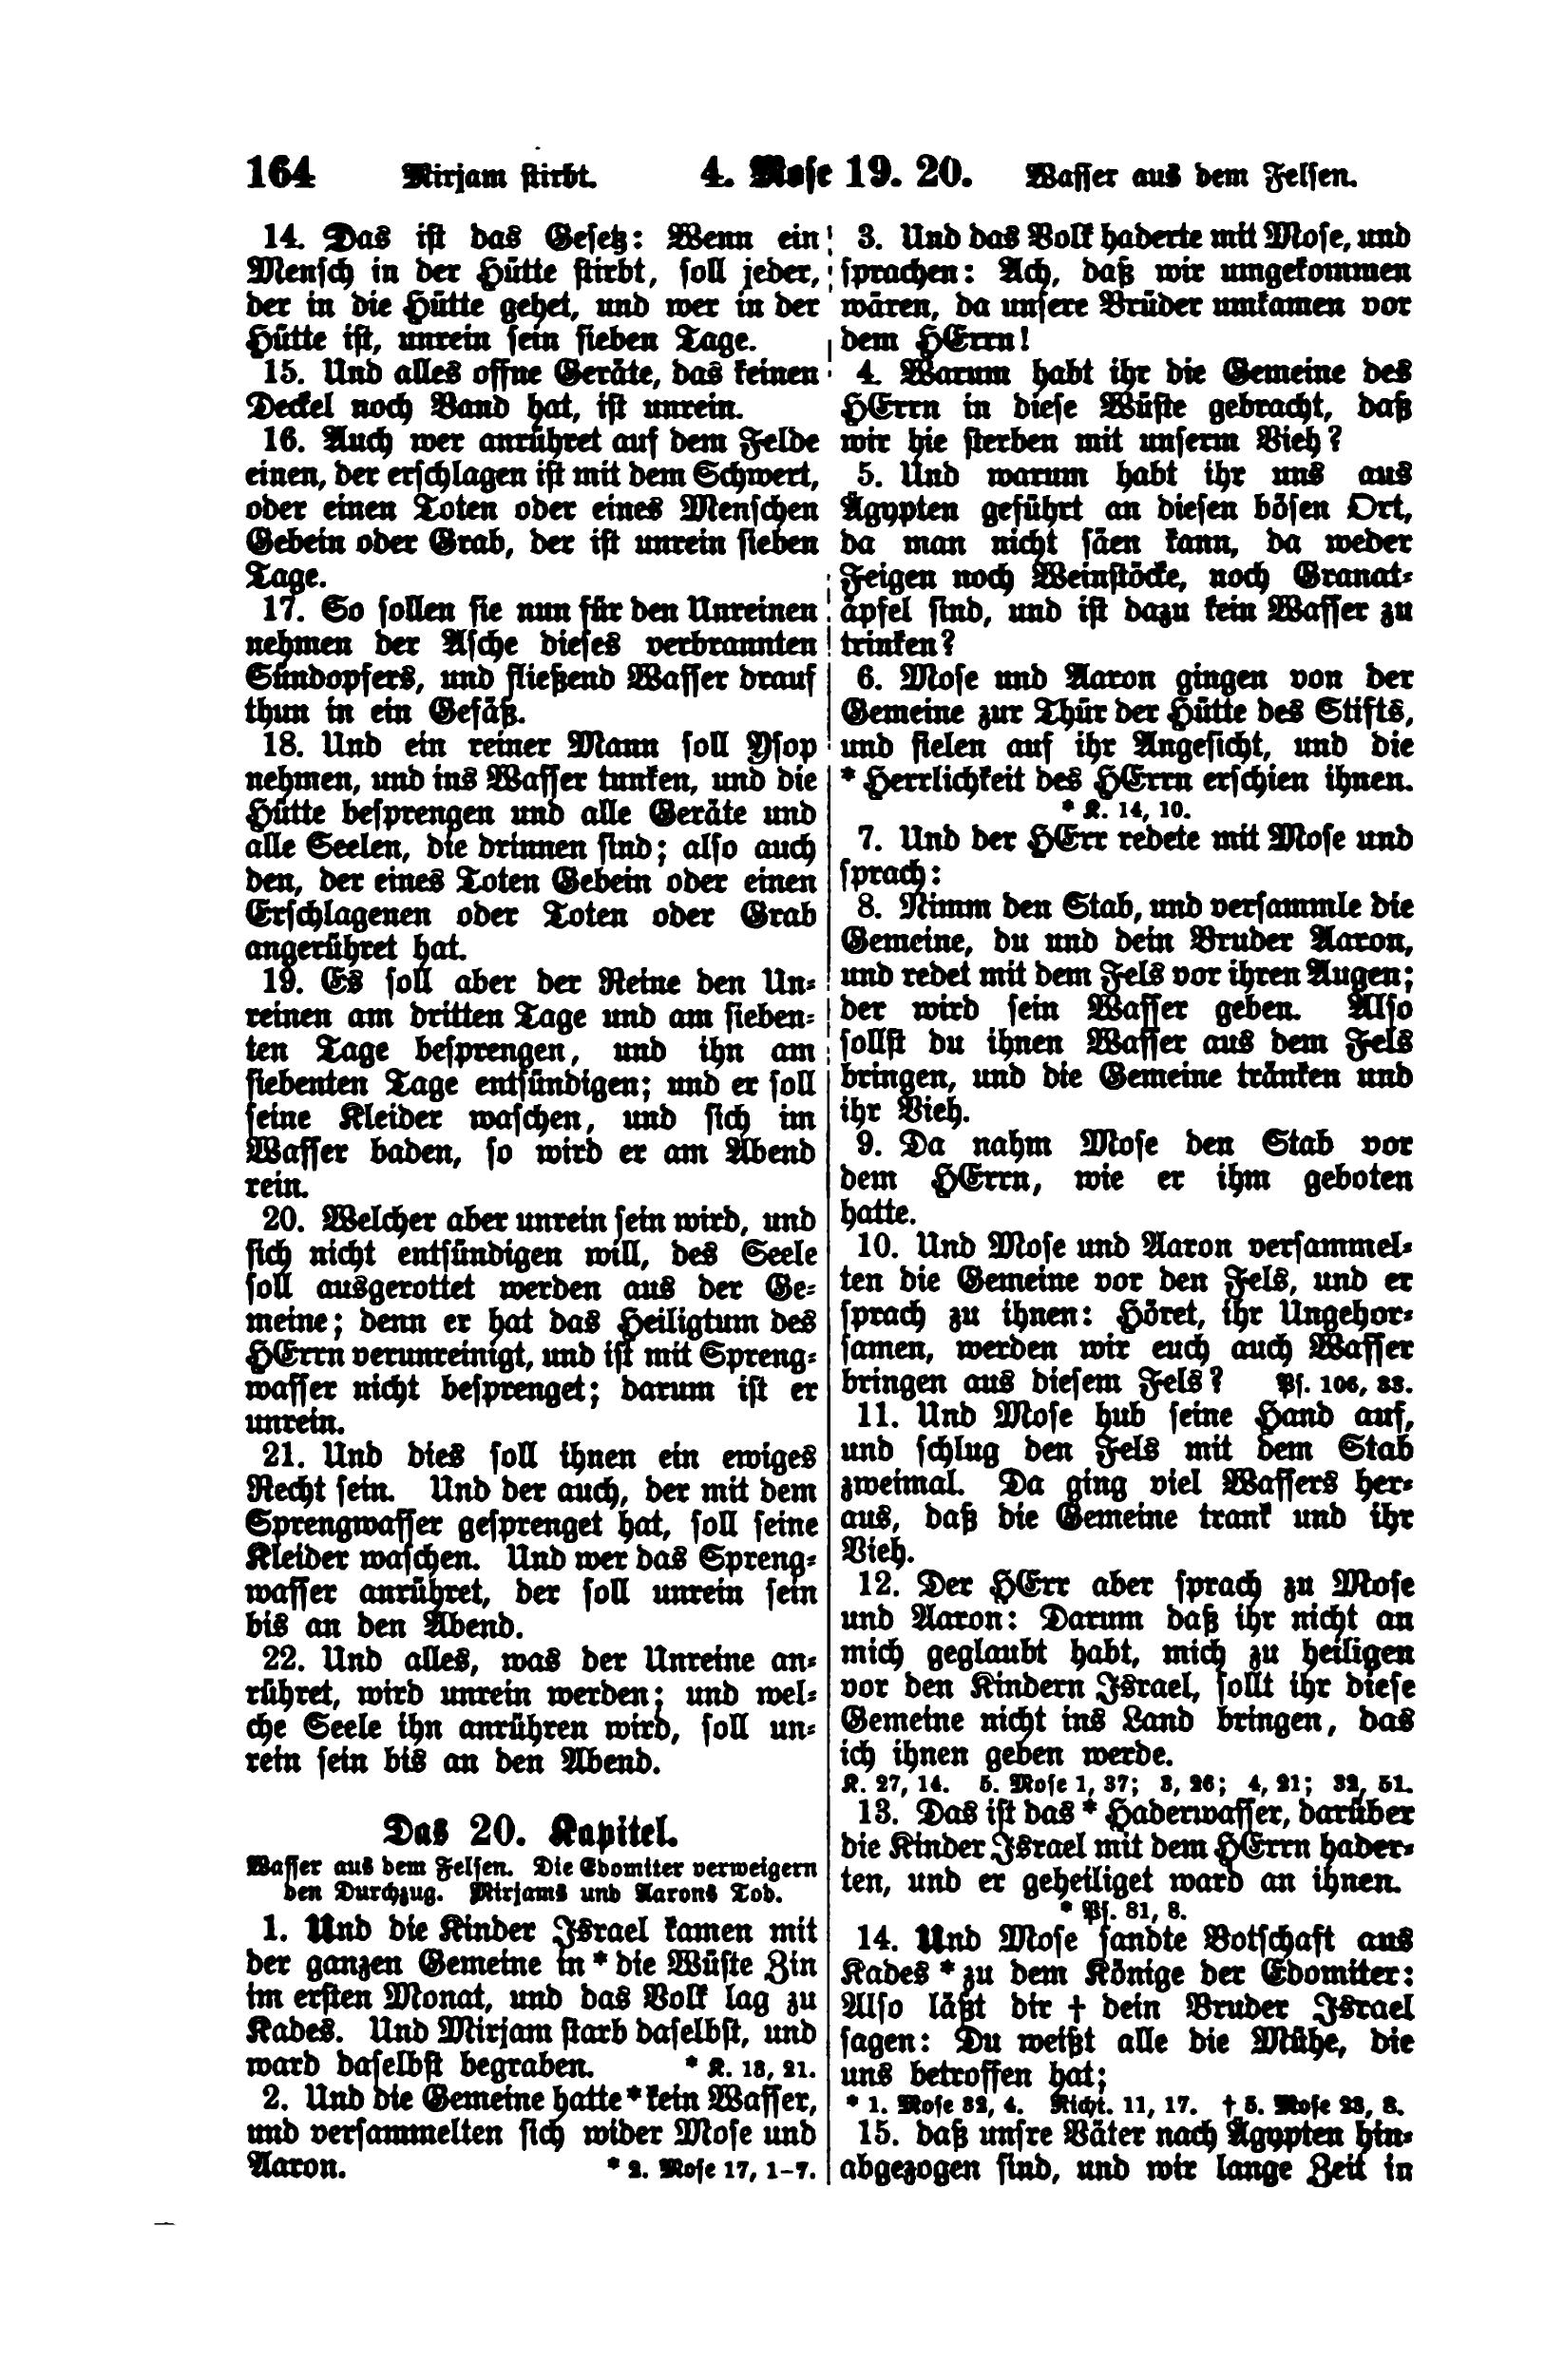 164 Mirjam stirbt. 4. Mose 19. 20. Wasser aus dem Felsen.
14. Das ist das Gesetz: Wenn ein
Mensch in der Hütte stirbt, soll jeder,
der in die Hütte gehet, und wer in der
Hütte ist, unrein sein sieben Tage.
15. Und alles offne Geräte, das keinen
Deckel noch Band hat, ist unrein.
16. Auch wer anrühret auf dem Felde
einen, der erschlagen ist mit dem Schwert,
oder einen Toten oder eines Menschen
Gebein oder Grab, der ist unrein sieben
Tage.
17. So sollen sie nun für den Unreinen
nehmen der Asche dieses verbrannten
Sündopfers, und fließend Wasser drauf
thun in ein Gefäß.
18. Und ein reiner Mann soll Ysop
nehmen, und ins Wasser tunken, und die
Hütte besprengen und alle Geräte und
alle Seelen, die drinnen sind; also auch
den, der eines Toten Gebein oder einen
Erschlagenen oder Toten oder Grab
angerühret hat.
19. Es soll aber der Reine den Un-
reinen am dritten Tage und am sieben-
ten Tage besprengen, und ihn am
siebenten Tage entsündigen; und er soll
seine Kleider waschen, und sich im
Wasser baden, so wird er am Abend
rein.
20. Welcher aber unrein sein wird, und
sich nicht entsündigen will, des Seele
soll ausgerottet werden aus der Ge-
meine; denn er hat das Heiligtum des
HErrn verunreinigt, und ist mit Spreng-
wasser nicht besprenget; darum ist er
unrein.
21. Und dies soll ihnen ein ewiges
Recht sein. Und der auch, der mit dem
Sprengwasser gesprenget hat, soll seine
Kleider waschen. Und wer das Spreng-
wasser anrühret, der soll unrein sein
bis an den Abend.
22. Und alles, was der Unreine an-
rühret, wird unrein werden; und wel-
che Seele ihn anrühren wird, soll un-
rein sein bis an den Abend.
Das 20. Kapitel.
Wasser aus dem Felsen. Die Edomiter verweigern
den Durchzug. Mirjams und Aarons Tod.
1. Und die Kinder Israel kamen mit
der ganzen Gemeine in * die Wüste Zin
im ersten Monat, und das Volk lag zu
Kades. Und Mirjam starb daselbst, und
ward daselbst begraben. * K. 13, 21.
2. Und die Gemeine hatte * kein Wasser,
und versammelten sich wider Mose und
Aaron. * 2. Mose 17, 1-7.
3. Und das Volk haderte mit Mose, und
sprachen: Ach, daß wir umgekommen
wären, da unsere Brüder umkamen vor
dem HErrn!
4. Warum habt ihr die Gemeine des
HErrn in diese Wüste gebracht, daß
wir hie sterben mit unserm Vieh?
5. Und warum habt ihr uns aus
Ägypten geführt an diesen bösen Ort,
da man nicht säen kann, da weder
Feigen noch Weinstöcke, noch Granat-
äpfel sind, und ist dazu kein Wasser zu
trinken?
6. Mose und Aaron gingen von der
Gemeine zur Thür der Hütte des Stifts,
und fielen auf ihr Angesicht, und die
* Herrlichkeit des HErrn erschien ihnen.
* K. 14, 10.
7. Und der HErr redete mit Mose und
sprach:
8. Nimm den Stab, und versammle die
Gemeine, du und dein Bruder Aaron,
und redet mit dem Fels vor ihren Augen;
der wird sein Wasser geben. Also
sollst du ihnen Wasser aus dem Fels
bringen, und die Gemeine tränken und
ihr Vieh.
9. Da nahm Mose den Stab vor
dem HErrn, wie er ihm geboten
hatte.
10. Und Mose und Aaron versammel-
ten die Gemeine vor den Fels, und er
sprach zu ihnen: Höret, ihr Ungehor-
samen, werden wir euch auch Wasser
bringen aus diesem Fels? Ps. 106, 33.
11. Und Mose hub seine Hand auf,
und schlug den Fels mit dem Stab
zweimal. Da ging viel Wassers her-
aus, daß die Gemeine trank und ihr
Vieh.
12. Der HErr aber sprach zu Mose
und Aaron: Darum daß ihr nicht an
mich geglaubt habt, mich zu heiligen
vor den Kindern Israel, sollt ihr diese
Gemeine nicht ins Land bringen, das
ich ihnen geben werde.
K. 27, 14. 5. Mose 1, 37; 3, 26; 4, 21; 32, 51.
13. Das ist das * Haderwasser, darüber
die Kinder Israel mit dem HErrn hader-
ten, und er geheiliget ward an ihnen.
* Ps. 81, 8.
14. Und Mose sandte Botschaft aus
Kades * zu dem Könige der Edomiter:
Also läßt dir † dein Bruder Israel
sagen: Du weißt alle die Mühe, die
uns betroffen hat;
* 1. Mose 32, 4. Richt. 11, 17. † 5. Mose 23, 8.
15. daß unsre Väter nach Ägypten hin-
abgezogen sind, und wir lange Zeit in